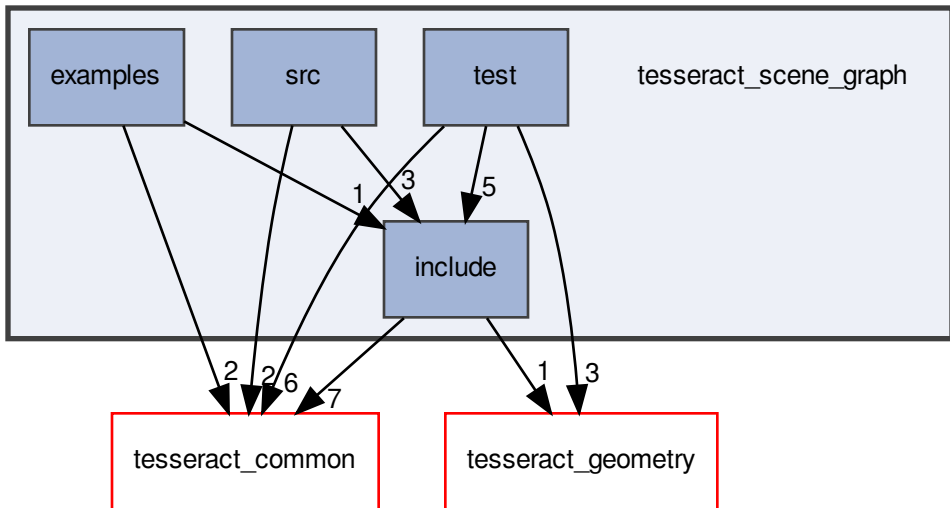 examples
src
test
tesseract_scene_graph
1
3
5
include
2
2
6
7
1
3
tesseract_common
tesseract_geometry